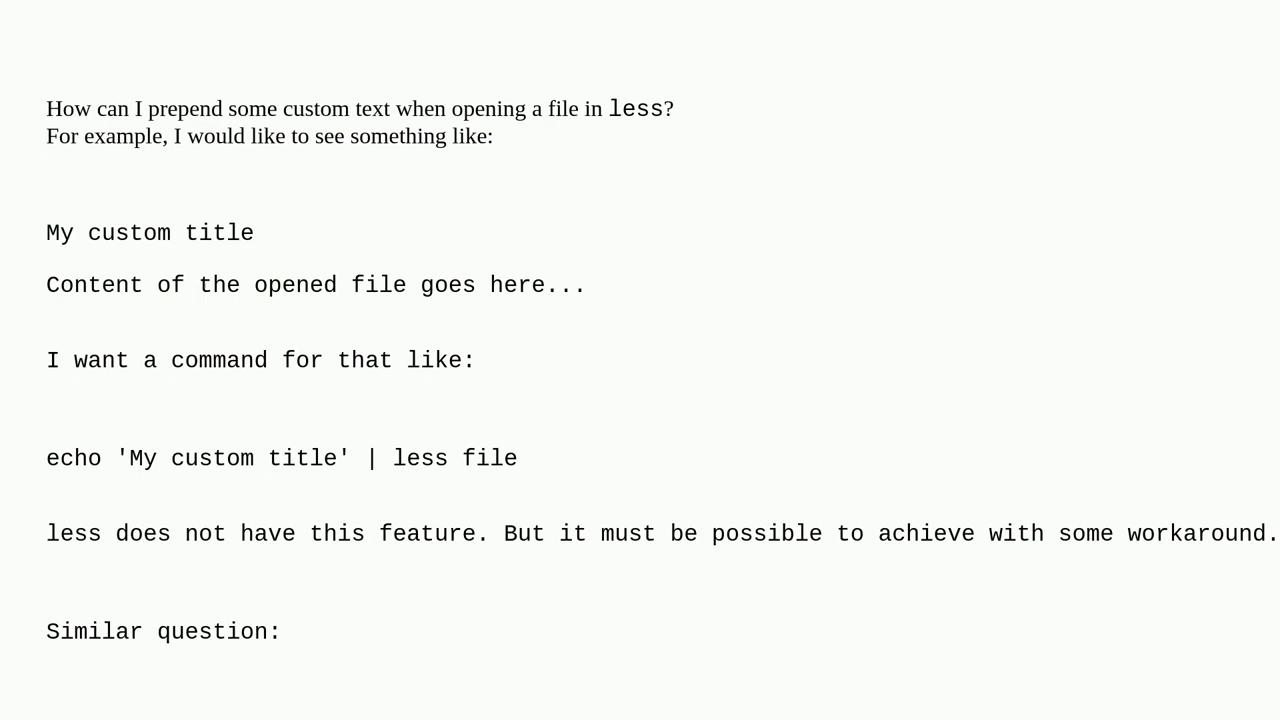 How can I prepend some custom text when opening a file in less?
For example, I would like to see something like:
My custom title
Content of the opened file goes here...
I want a command for that like:
echo 'My custom title' | less file
less does not have this feature. But it must be possible to achieve with some workaround.
Similar question: